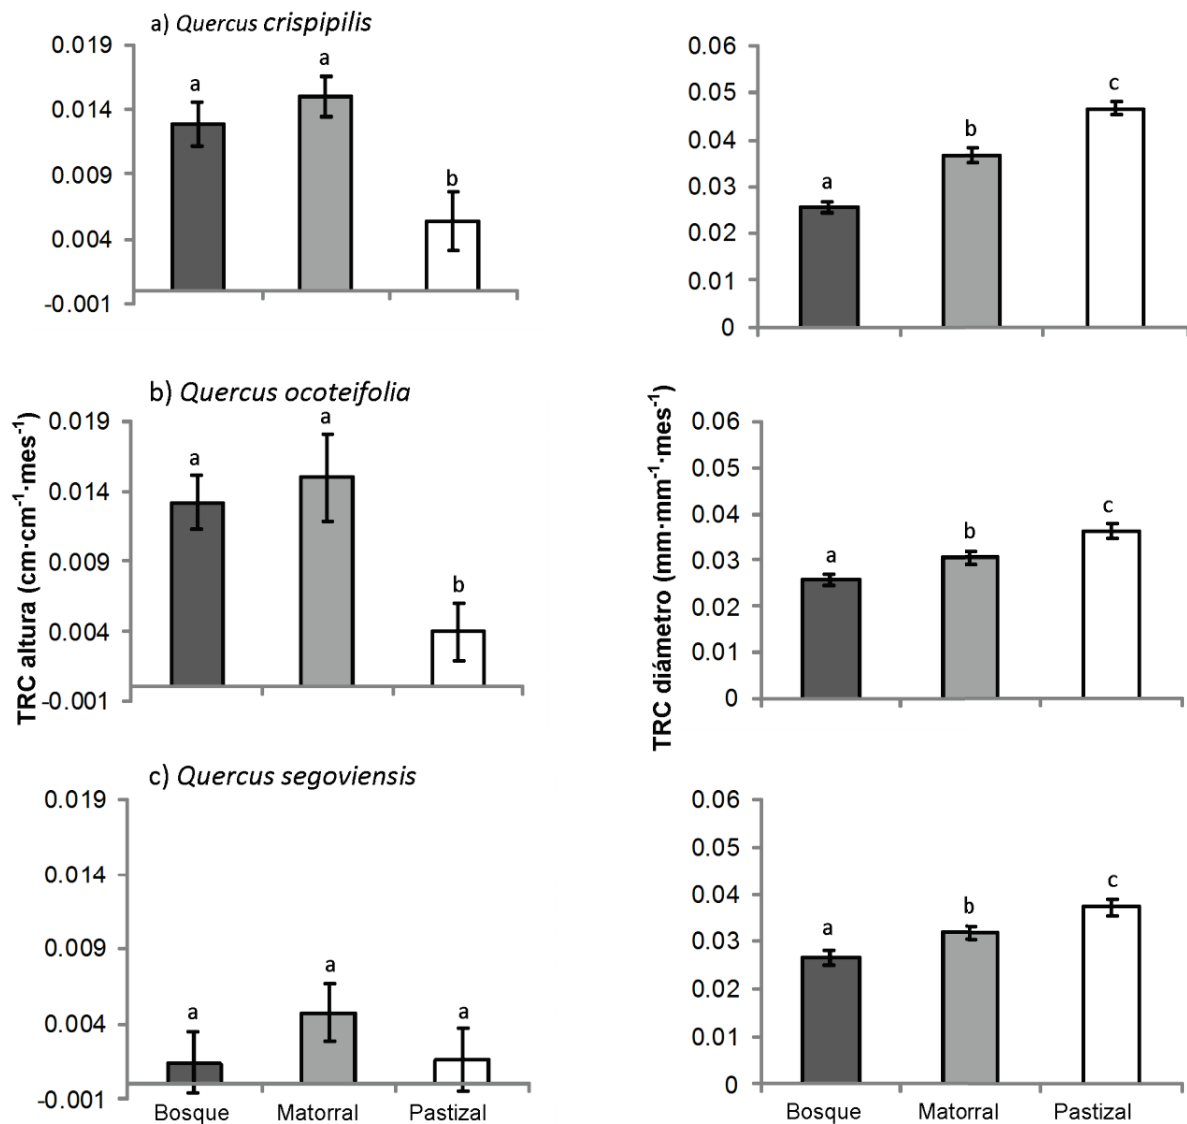 a) Quercus crispipilis
0.019
0.014
0.009
0.004
-0.001
a
a
b
0.06
0.05
0.04
0.03
0.02
0.01
0
a
b
c
b) Quercus ocoteifolia
TRC altura (cm·cm⁻¹·mes⁻¹)
0.019
0.014
0.009
0.004
-0.001
a
a
b
TRC diámetro (mm·mm⁻¹·mes⁻¹)
0.06
0.05
0.04
0.03
0.02
0.01
0
a
b
c
c) Quercus segoviensis
0.019
0.014
0.009
0.004
-0.001
a
a
a
Bosque Matorral Pastizal
0.06
0.05
0.04
0.03
0.02
0.01
0
a
b
c
Bosque Matorral Pastizal